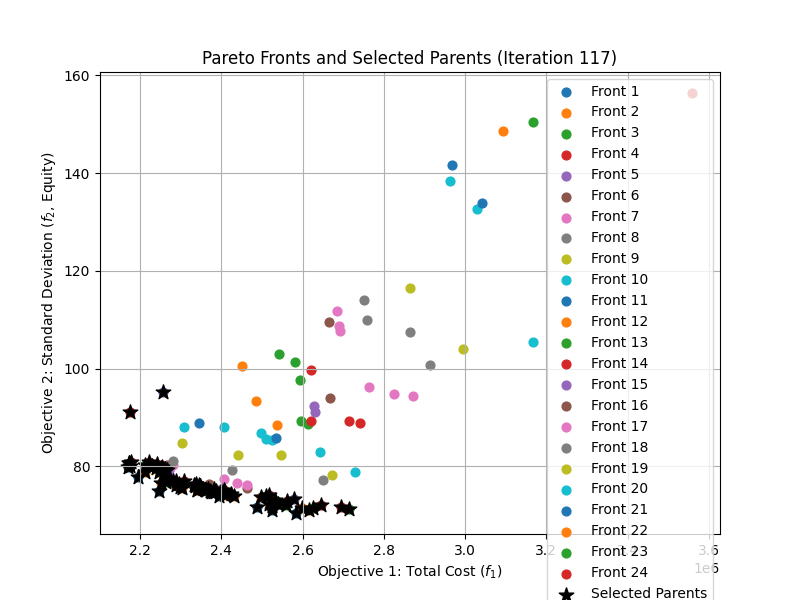 Pareto Fronts and Selected Parents (Iteration 117)
160
140
120
100
80
Objective 2: Standard Deviation (f2, Equity)
2.2 2.4 2.6 2.8 3.0 3.2 3.6
1e6
Objective 1: Total Cost (f1)
Front 1
Front 2
Front 3
Front 4
Front 5
Front 6
Front 7
Front 8
Front 9
Front 10
Front 11
Front 12
Front 13
Front 14
Front 15
Front 16
Front 17
Front 18
Front 19
Front 20
Front 21
Front 22
Front 23
Front 24
Selected Parents